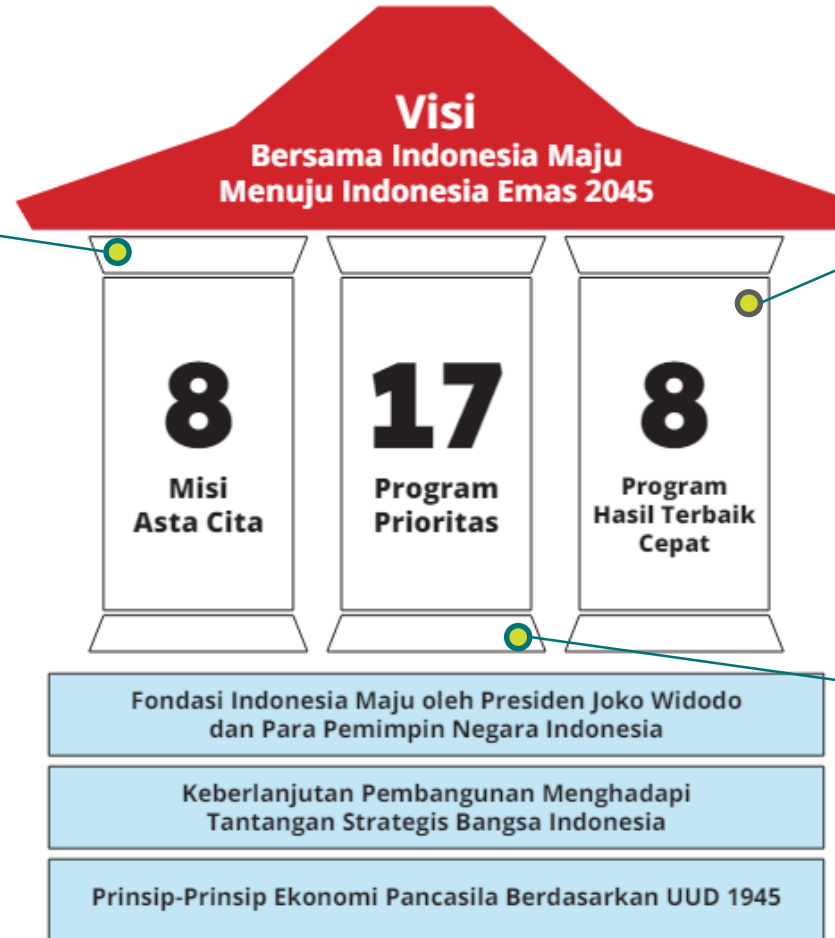 Visi
Bersama Indonesia Maju
Menuju Indonesia Emas 2045
8
Misi
Asta Cita
17
Program
Prioritas
8
Program
Hasil Terbaik
Cepat
Fondasi Indonesia Maju oleh Presiden Joko Widodo
dan Para Pemimpin Negara Indonesia
Keberlanjutan Pembangunan Menghadapi
Tantangan Strategis Bangsa Indonesia
Prinsip-Prinsip Ekonomi Pancasila Berdasarkan UUD 1945